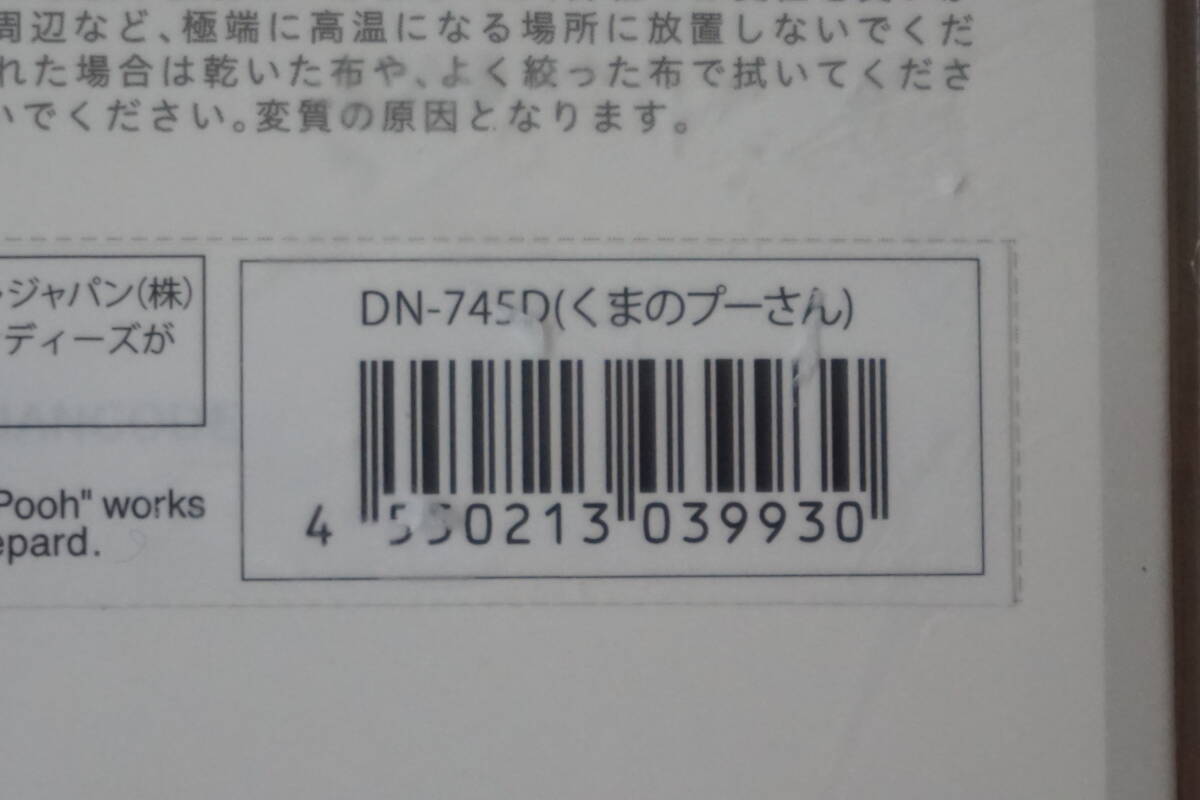 周辺など、極端に高温になる場所に放置しないでくだ
れた場合は乾いた布や、よく絞った布で拭いてくださ
いでください。変質の原因となります。
ジャパン(株)
ディーズが
DN-745D(くまのプーさん)
Pooh" works
epard.
4 550213 039930